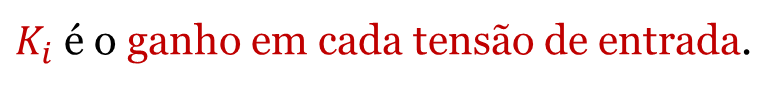 K_i é o ganho em cada tensão de entrada.